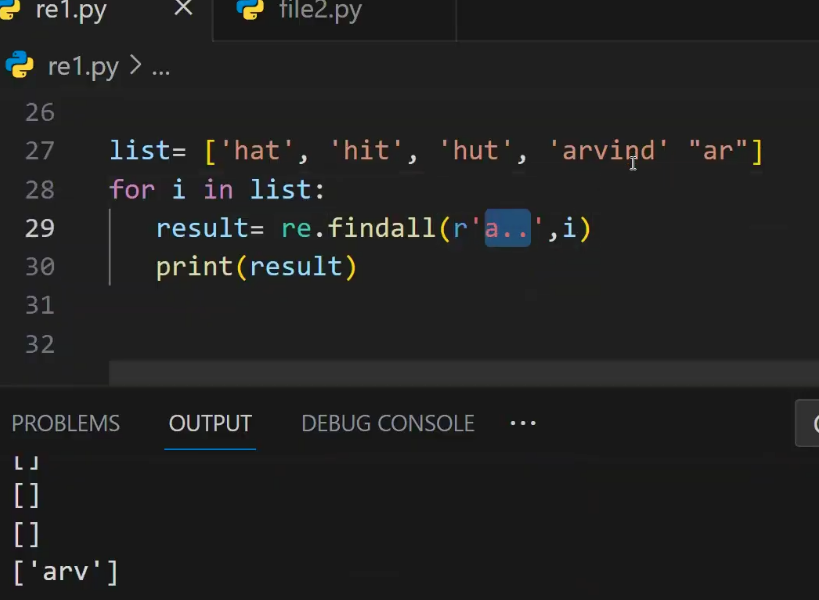 re1.py × file2.py
re1.py > ...
26
27 list= ['hat', 'hit', 'hut', 'arvind' "ar"]
28 for i in list:
29 result= re.findall(r'a..',i)
30 print(result)
31
32
PROBLEMS OUTPUT DEBUG CONSOLE ...
[]
[]
[]
['arv']